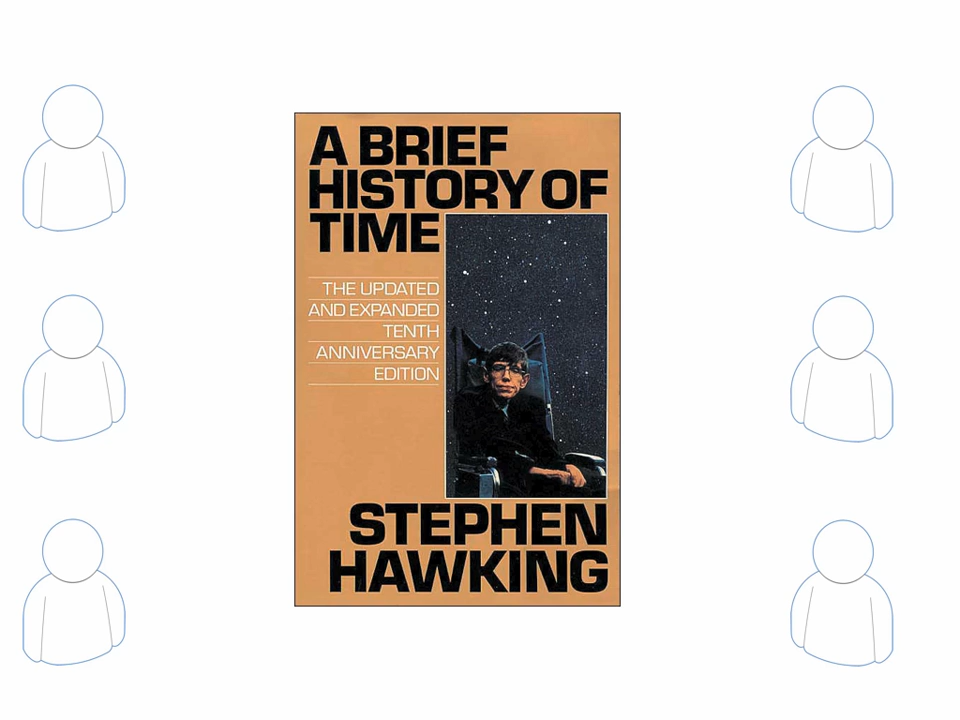 A BRIEF
HISTORY OF
TIME
THE UPDATED
AND EXPANDED
TENTH
ANNIVERSARY
EDITION
STEPHEN
HAWKING